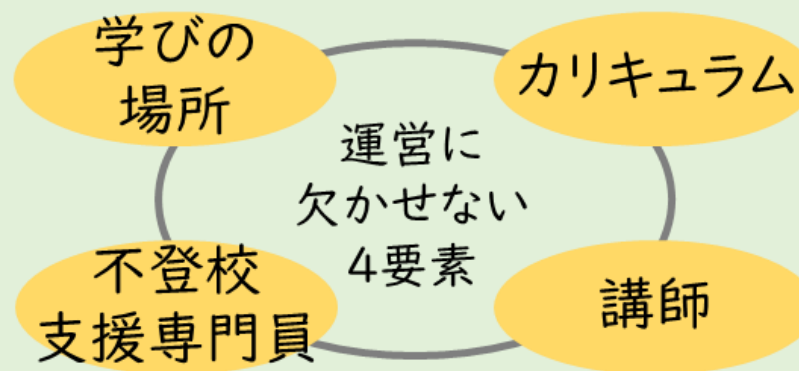 学びの
場所
カリキュラム
運営に
欠かせない
4要素
不登校
支援専門員
講師